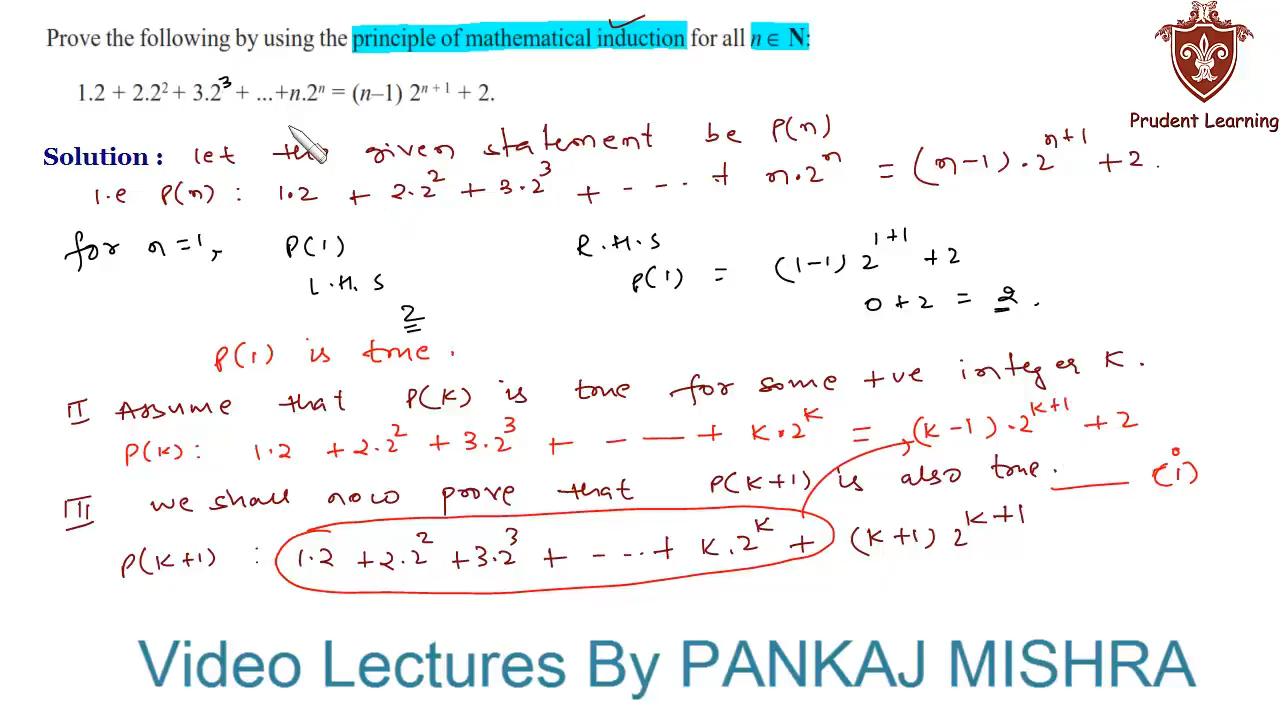 Prove the following by using the principle of mathematical induction for all n ∈ N:
1.2 + 2.2² + 3.2³ + ...+n.2ⁿ = (n–1) 2ⁿ⁺¹ + 2.
Prudent Learning
Solution : let the given statement be P(n)
i.e P(n) : 1.2 + 2.2² + 3.2³ + - - - + n.2ⁿ = (n-1).2ⁿ⁺¹ + 2.
for n=1, P(1) R.H.S
L.H.S P(1) = (1-1) 2¹⁺¹ + 2
2 0 + 2 = 2.
P(1) is true.
II Assume that P(K) is true for some +ve integer K.
P(K): 1.2 + 2.2² + 3.2³ + - — + K.2ᴷ = (K-1).2ᴷ⁺¹ + 2
III we shall now prove that P(K+1) is also true. —— (i)
P(K+1) : 1.2 + 2.2² + 3.2³ + - - .. + K.2ᴷ + (K+1) 2ᴷ⁺¹
Video Lectures By PANKAJ MISHRA